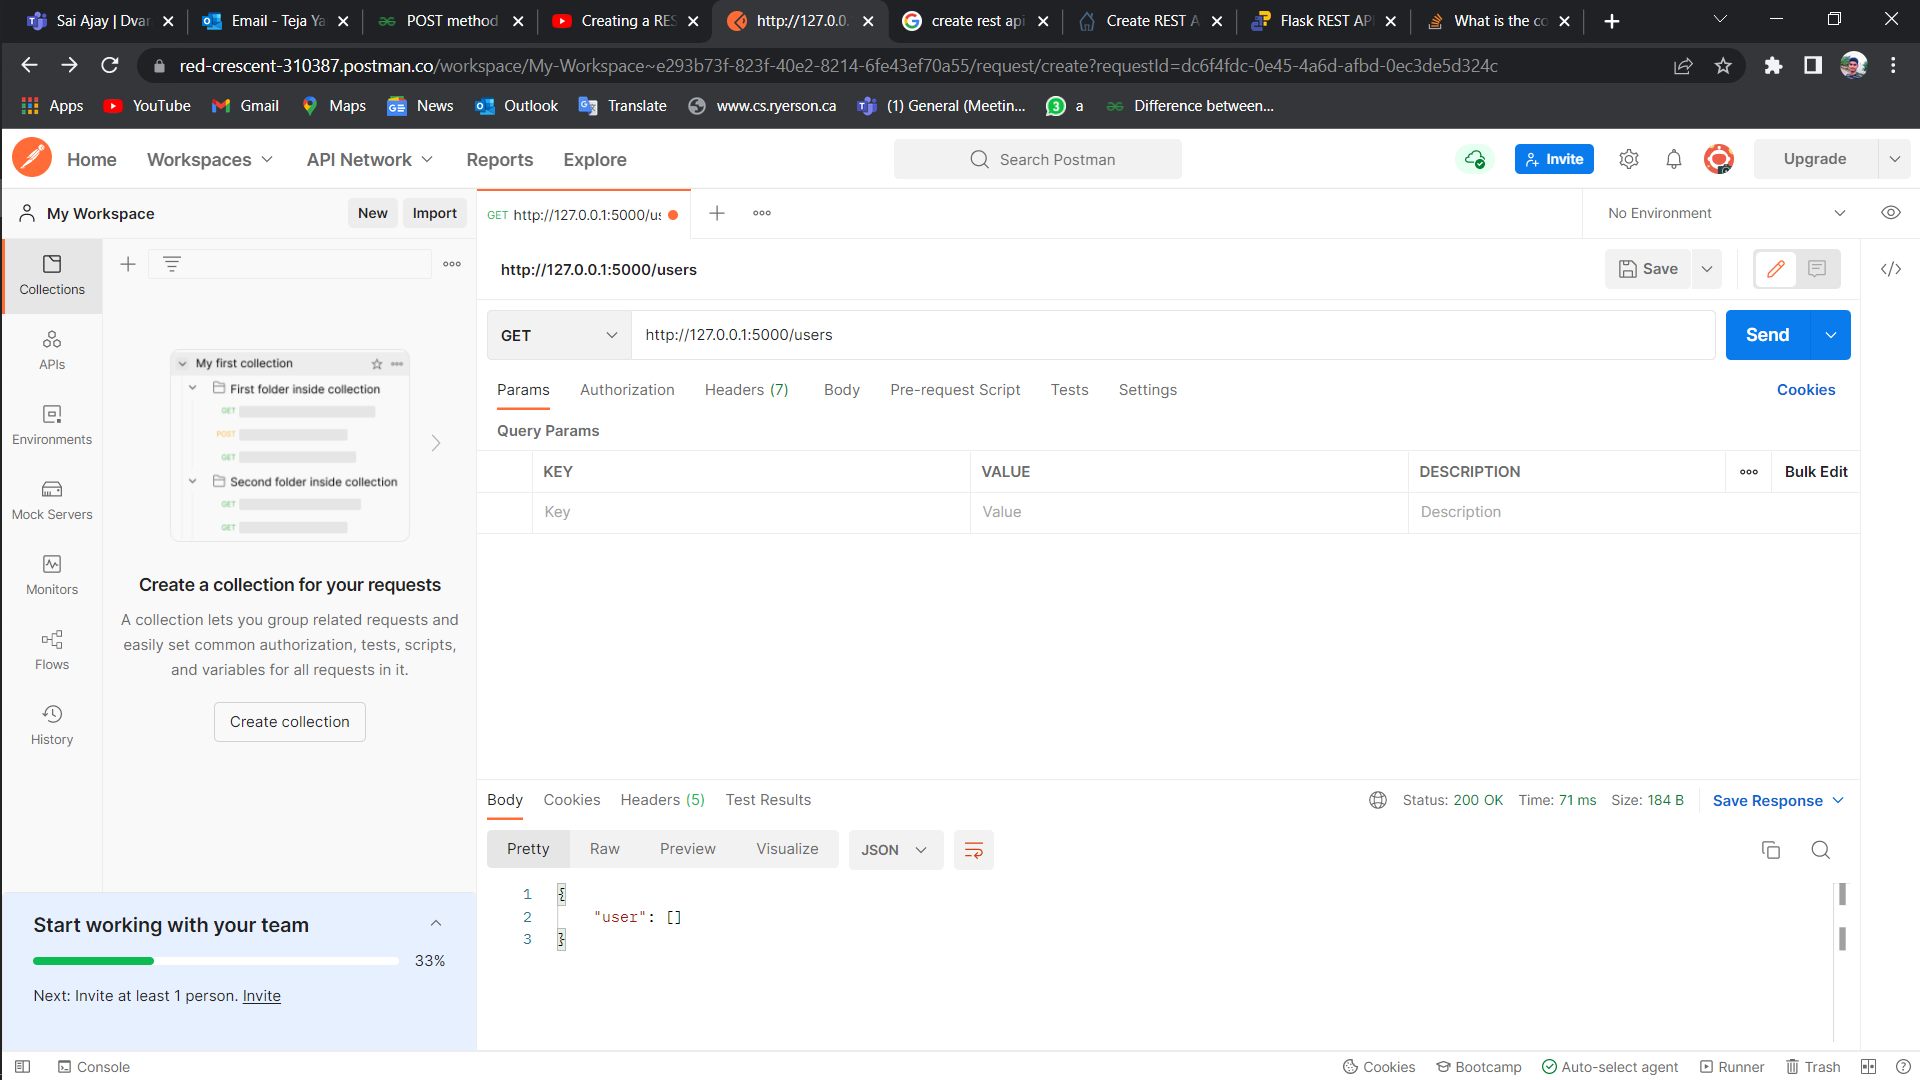 Sai Ajay | Dvar
Email - Teja Ya
POST method
Creating a RES
http://127.0.0.
create rest api
Create REST A
Flask REST API
What is the co
red-crescent-310387.postman.co/workspace/My-Workspace~e293b73f-823f-40e2-8214-6fe43ef70a55/request/create?requestId=dc6f4fdc-0e45-4a6d-afbd-0ec3de5d324c
Apps
YouTube
Gmail
Maps
News
Outlook
Translate
www.cs.ryerson.ca
(1) General (Meetin...
3 a
Difference between...
Home
Workspaces
API Network
Reports
Explore
Search Postman
Invite
Upgrade
My Workspace
New
Import
GET http://127.0.0.1:5000/us
No Environment
Collections
APIs
Environments
Mock Servers
Monitors
Flows
History
My first collection
First folder inside collection
GET
POST
GET
Second folder inside collection
GET
GET
Create a collection for your requests
A collection lets you group related requests and
easily set common authorization, tests, scripts,
and variables for all requests in it.
Create collection
Start working with your team
33%
Next: Invite at least 1 person. Invite
http://127.0.0.1:5000/users
Save
GET
http://127.0.0.1:5000/users
Send
Params
Authorization
Headers (7)
Body
Pre-request Script
Tests
Settings
Cookies
Query Params
KEY
VALUE
DESCRIPTION
Bulk Edit
Key
Value
Description
Body
Cookies
Headers (5)
Test Results
Status: 200 OK
Time: 71 ms
Size: 184 B
Save Response
Pretty
Raw
Preview
Visualize
JSON
1 {
2 "user": []
3 }
Console
Cookies
Bootcamp
Auto-select agent
Runner
Trash